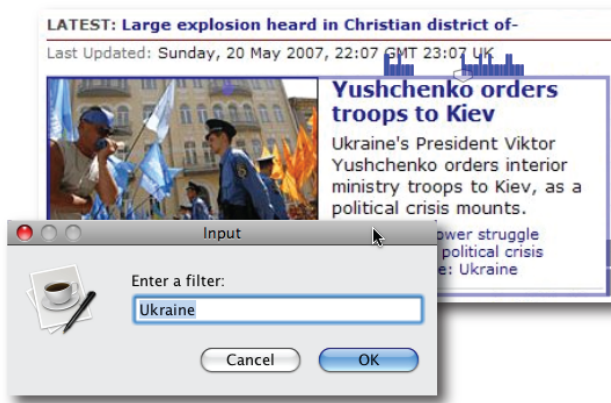 LATEST: Large explosion heard in Christian district of-
Last Updated: Sunday, 20 May 2007, 22:07 GMT 23:07 UK
Yushchenko orders
troops to Kiev
Ukraine's President Viktor
Yushchenko orders interior
ministry troops to Kiev, as a
political crisis mounts.
ower struggle
political crisis
e: Ukraine
Input
Enter a filter:
Ukraine
Cancel
OK